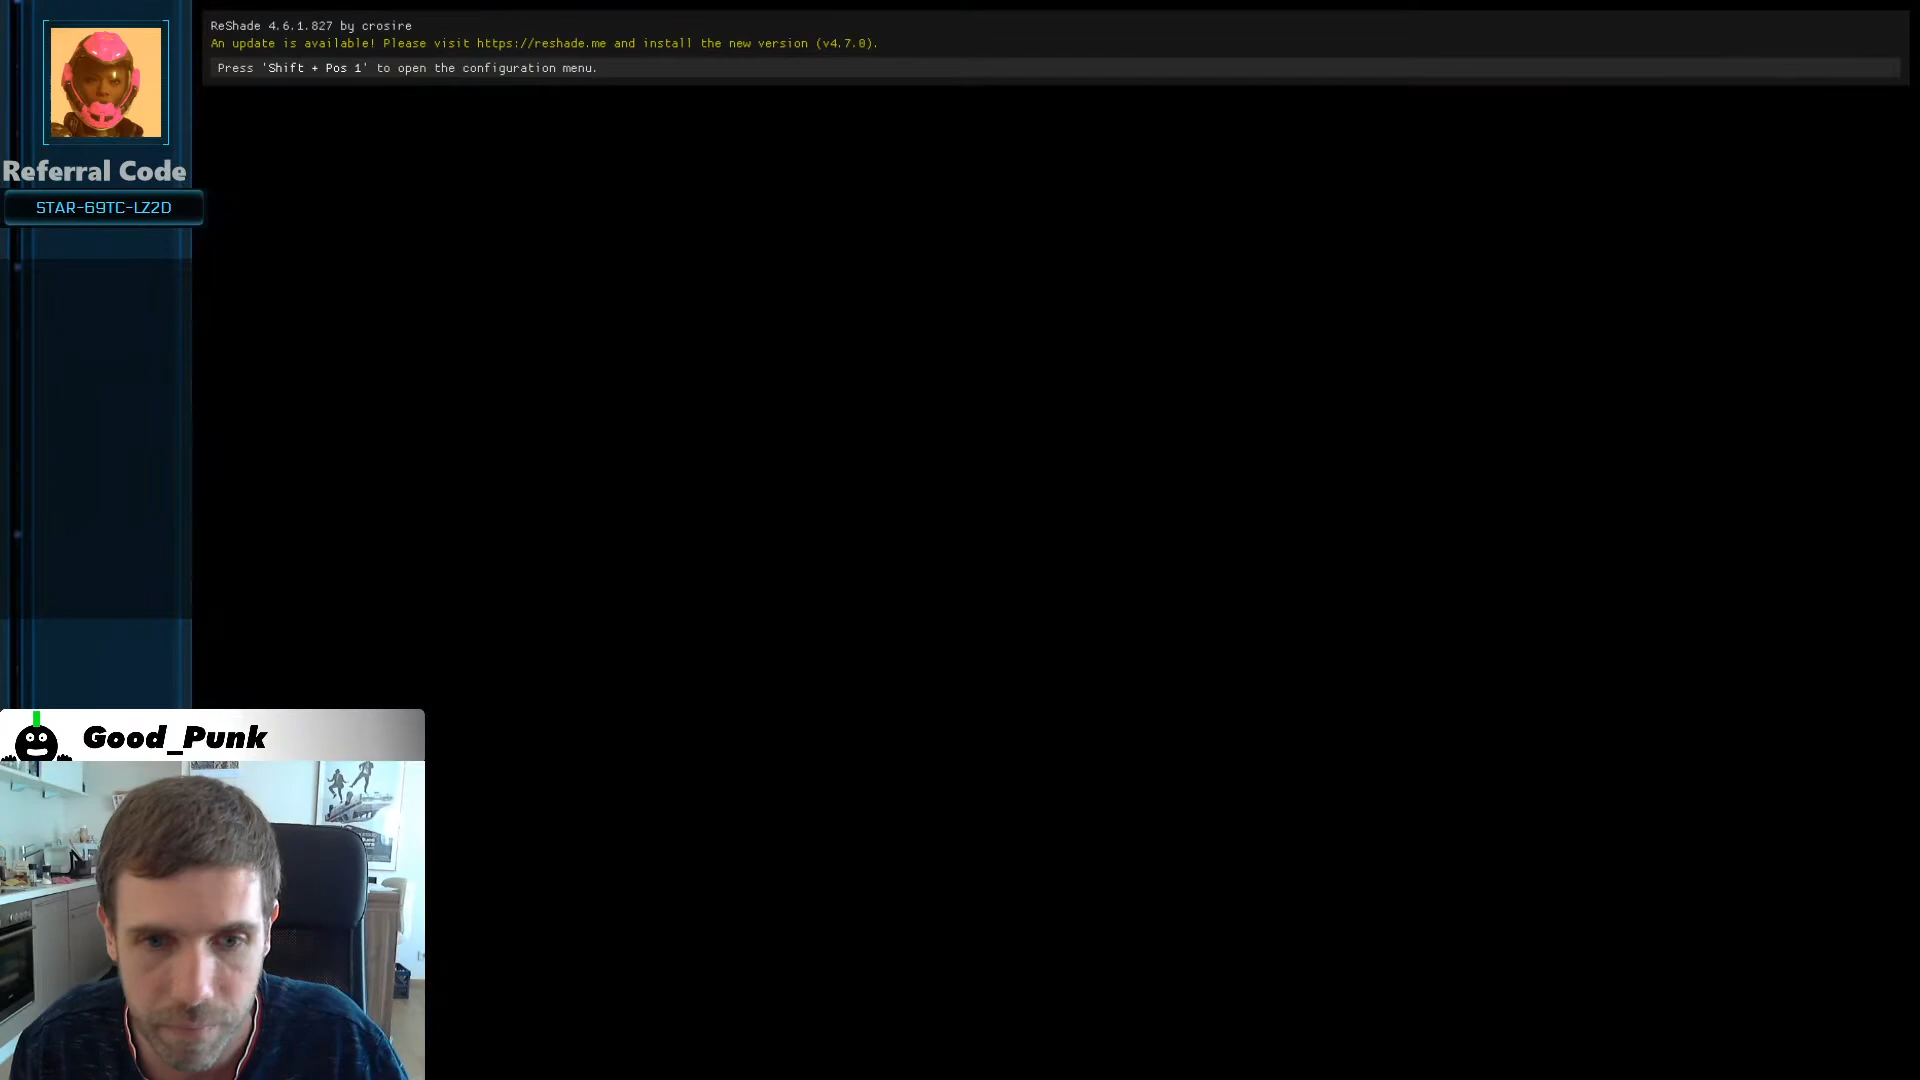 ReShade 4.6.1.827 by crosire
An update is available! Please visit https://reshade.me and install the new version (v4.7.0).
Press 'Shift + Pos 1' to open the configuration menu.
Referral Code
STAR-69TC-LZ2D
Good_Punk